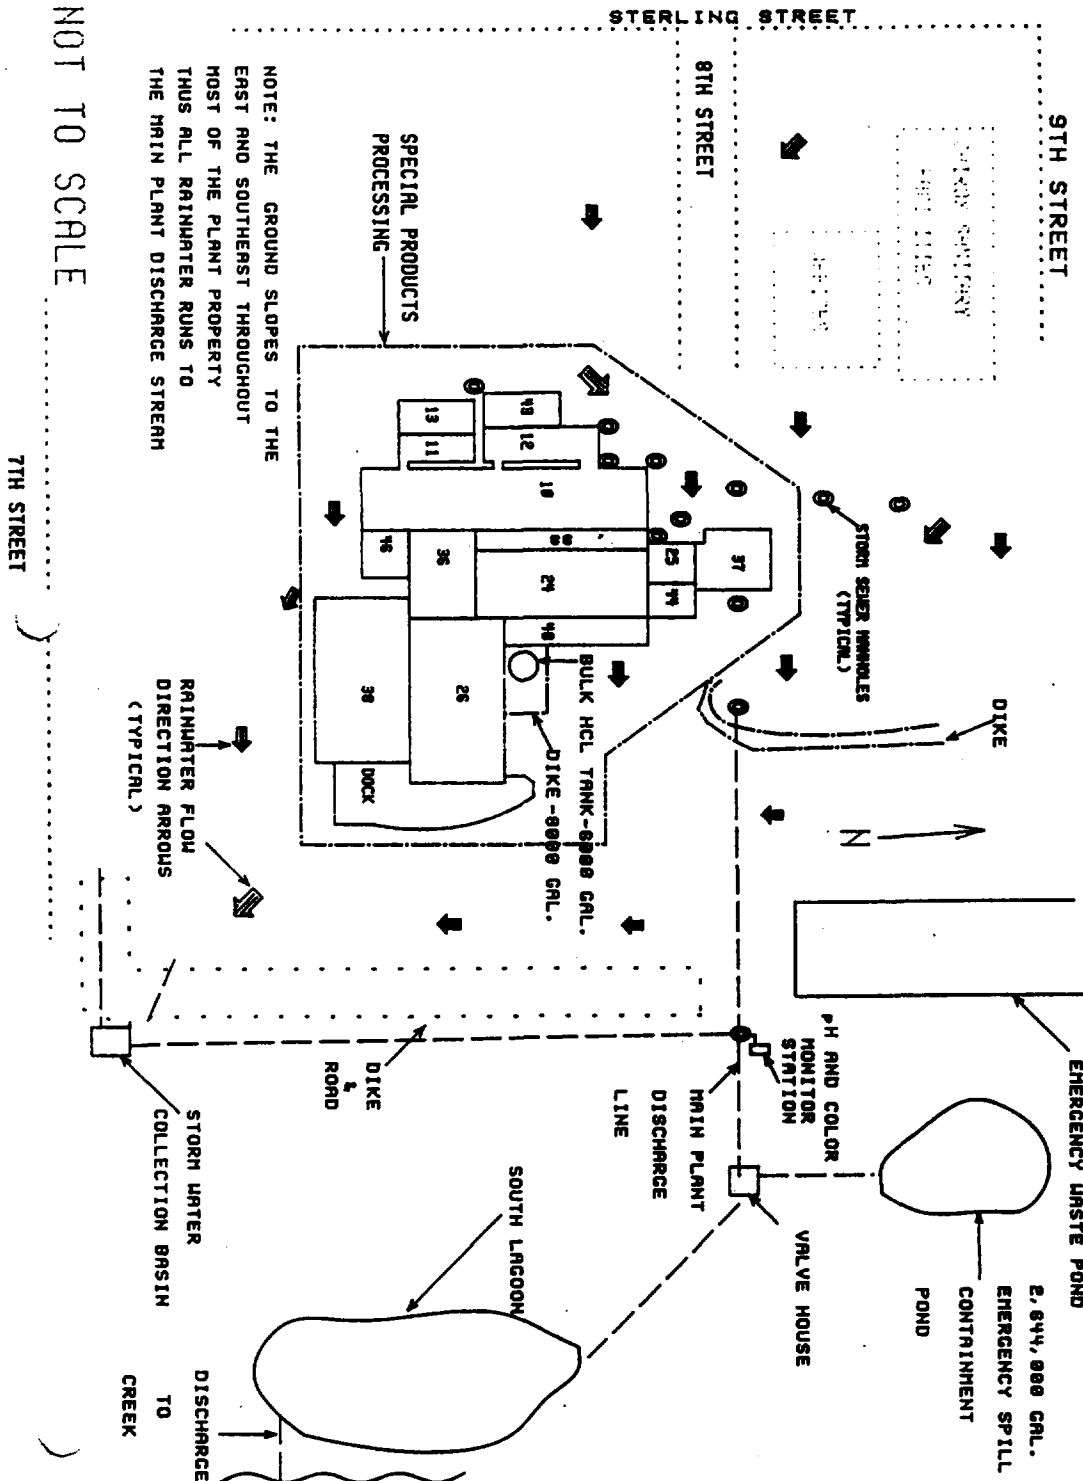 STERLING STREET
8TH STREET
9TH STREET
NOT TO SCALE
NOTE: THE GROUND SLOPES TO THE
EAST AND SOUTHEAST THROUGHOUT
MOST OF THE PLANT PROPERTY
THUS ALL RAINWATER RUNS TO
THE MAIN PLANT DISCHARGE STREAM
SPECIAL PRODUCTS
PROCESSING
7TH STREET
13
11
49
12
10
46
36
24
25
44
37
48
38
26
DOCK
STORM SEWER MANHOLES
(TYPICAL)
BULK HCL TANK-6000 GAL.
DIKE-8000 GAL.
DIKE
N
RAINWATER FLOW
DIRECTION ARROWS
(TYPICAL)
EMERGENCY WASTE POND
PH AND COLOR
MONITOR
STATION
MAIN PLANT
DISCHARGE
LINE
DIKE
&
ROAD
STORM WATER
COLLECTION BASIN
VALVE HOUSE
2,644,000 GAL.
EMERGENCY SPILL
CONTAINMENT
POND
SOUTH LAGOON
DISCHARGE
TO
CREEK